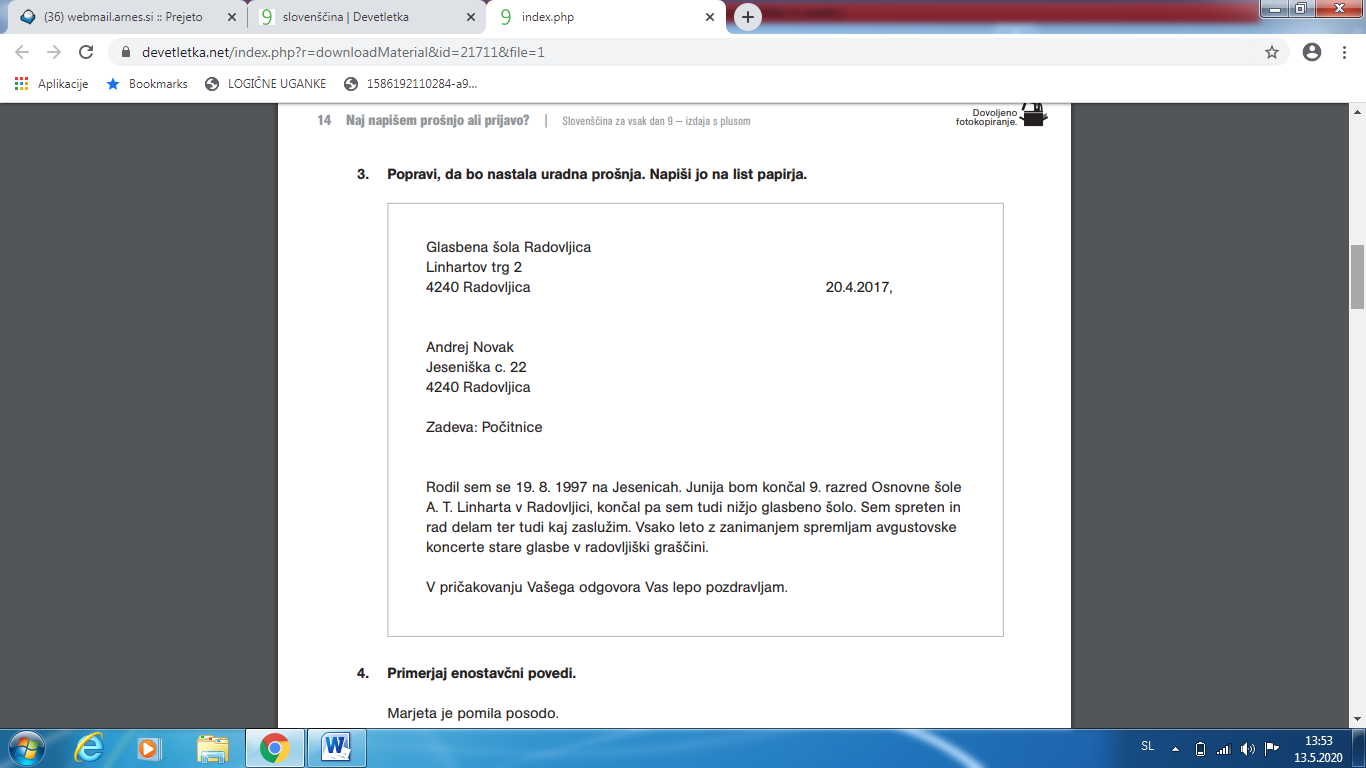 (36) webmail.arnes.si :: Prejeto
slovenščina | Devetletka
index.php
devetletka.net/index.php?r=downloadMaterial&id=21711&file=1
Aplikacije
Bookmarks
LOGIČNE UGANKE
1586192110284-a9...
14 Naj napišem prošnjo ali prijavo? | Slovenščina za vsak dan 9 – izdaja s plusom
Dovoljeno
fotokopiranje.
3. Popravi, da bo nastala uradna prošnja. Napiši jo na list papirja.
Glasbena šola Radovljica
Linhartov trg 2
4240 Radovljica 20.4.2017,
Andrej Novak
Jeseniška c. 22
4240 Radovljica
Zadeva: Počitnice
Rodil sem se 19. 8. 1997 na Jesenicah. Junija bom končal 9. razred Osnovne šole
A. T. Linharta v Radovljici, končal pa sem tudi nižjo glasbeno šolo. Sem spreten in
rad delam ter tudi kaj zaslužim. Vsako leto z zanimanjem spremljam avgustovske
koncerte stare glasbe v radovljiški graščini.
V pričakovanju Vašega odgovora Vas lepo pozdravljam.
4. Primerjaj enostavčni povedi.
Marjeta je pomila posodo.
SL
13:53
13.5.2020